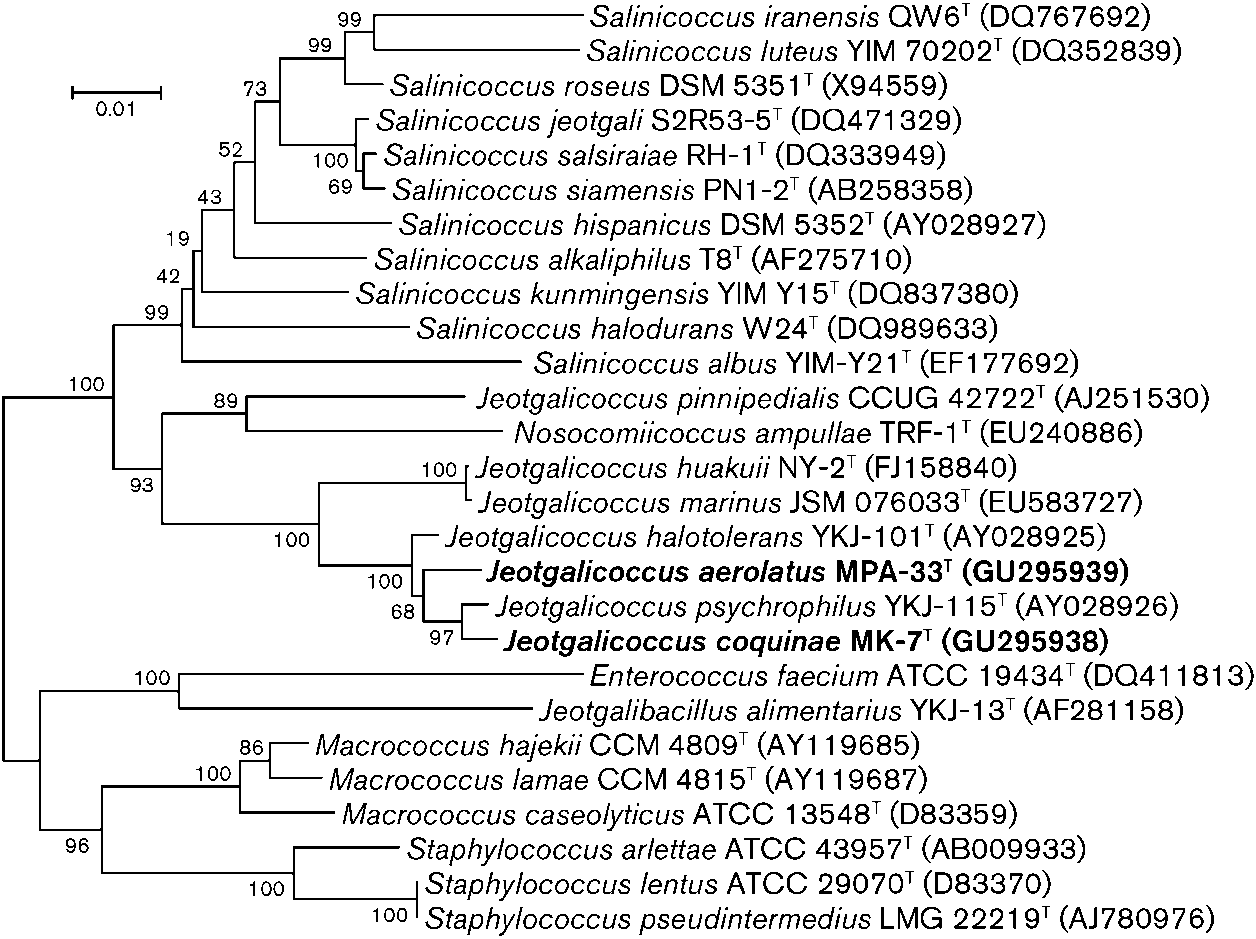 99
Salinicoccus iranensis QW6ᵀ (DQ767692)
99
Salinicoccus luteus YIM 70202ᵀ (DQ352839)
73
Salinicoccus roseus DSM 5351ᵀ (X94559)
0.01
Salinicoccus jeotgali S2R53-5ᵀ (DQ471329)
52
100
Salinicoccus salsiraiae RH-1ᵀ (DQ333949)
69
Salinicoccus siamensis PN1-2ᵀ (AB258358)
43
Salinicoccus hispanicus DSM 5352ᵀ (AY028927)
19
Salinicoccus alkaliphilus T8ᵀ (AF275710)
42
Salinicoccus kunmingensis YIM Y15ᵀ (DQ837380)
99
Salinicoccus halodurans W24ᵀ (DQ989633)
Salinicoccus albus YIM-Y21ᵀ (EF177692)
100
89
Jeotgalicoccus pinnipedialis CCUG 42722ᵀ (AJ251530)
Nosocomiicoccus ampullae TRF-1ᵀ (EU240886)
93
100
Jeotgalicoccus huakuii NY-2ᵀ (FJ158840)
Jeotgalicoccus marinus JSM 076033ᵀ (EU583727)
100
Jeotgalicoccus halotolerans YKJ-101ᵀ (AY028925)
100
Jeotgalicoccus aerolatus MPA-33ᵀ (GU295939)
68
Jeotgalicoccus psychrophilus YKJ-115ᵀ (AY028926)
97
Jeotgalicoccus coquinae MK-7ᵀ (GU295938)
100
Enterococcus faecium ATCC 19434ᵀ (DQ411813)
Jeotgalibacillus alimentarius YKJ-13ᵀ (AF281158)
86
Macrococcus hajekii CCM 4809ᵀ (AY119685)
100
Macrococcus lamae CCM 4815ᵀ (AY119687)
Macrococcus caseolyticus ATCC 13548ᵀ (D83359)
96
Staphylococcus arlettae ATCC 43957ᵀ (AB009933)
100
Staphylococcus lentus ATCC 29070ᵀ (D83370)
100
Staphylococcus pseudintermedius LMG 22219ᵀ (AJ780976)